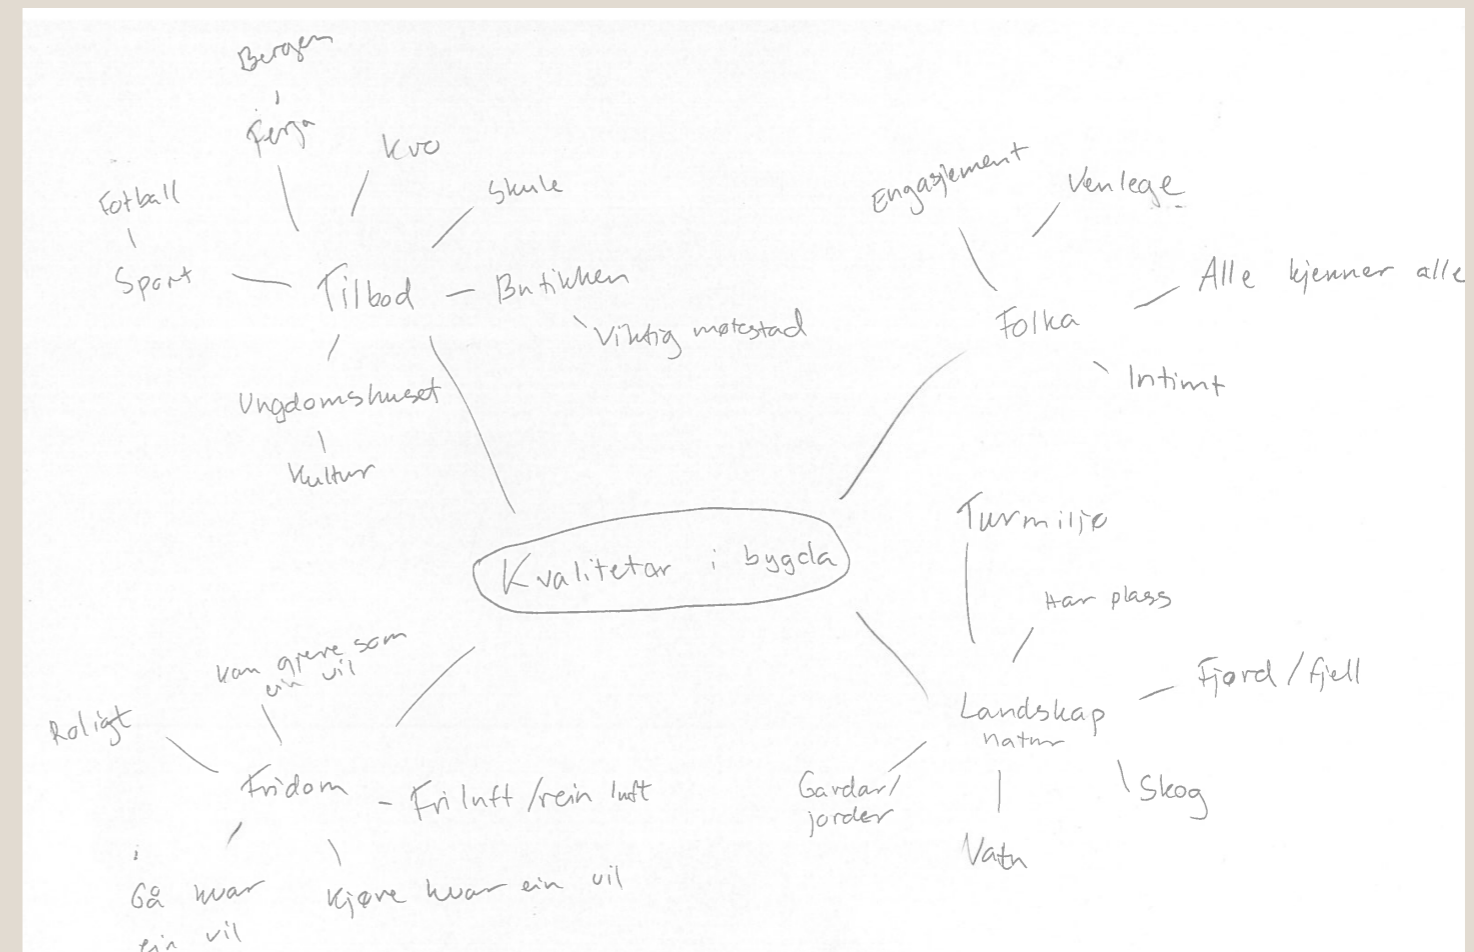 Bergen
Ferja
Kvo
Skule
Fotball
Sport
Tilbod
Butikken
Viktig møtestad
Ungdomshuset
Kultur
Engasjement
Venlege
Alle kjenner alle
Folka
Intimt
Kvalitetar i bygda
Turmiljø
Har plass
Fjord/fjell
Landskap
natur
Gardar/
jorder
Vatn
Skog
Kan gjere som
ein vil
Roligt
Fridom
Fri luft /rein luft
Gå kvar
ein vil
Kjøre kvar ein vil